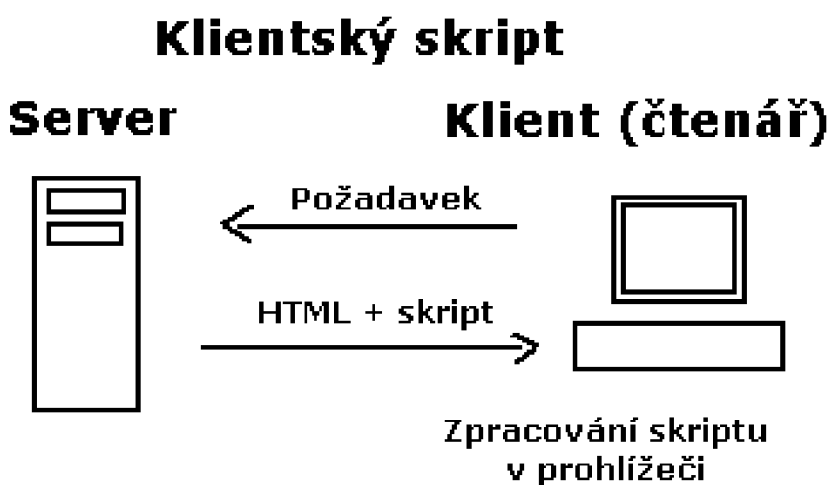 Klientský skript
Server
Klient (čtenář)
Požadavek
HTML + skript
Zpracování skriptu
v prohlížeči